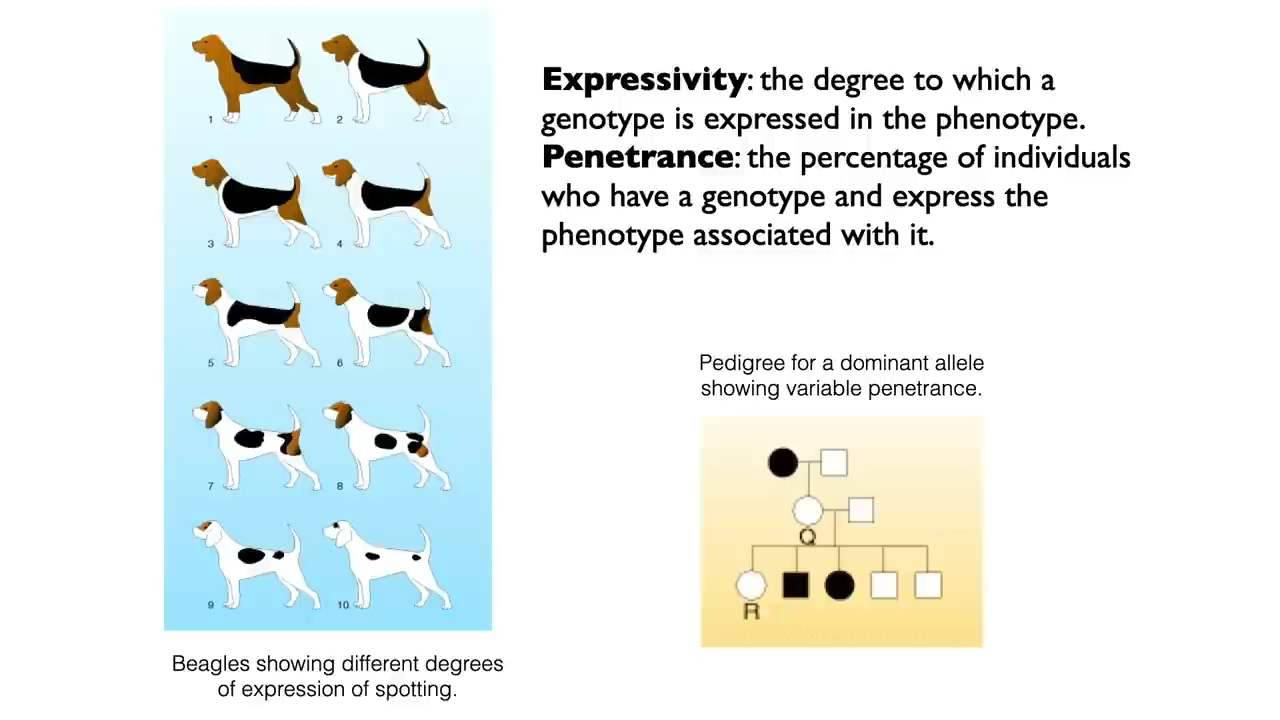 1 2
3 4
5 6
7 8
9 10
Beagles showing different degrees
of expression of spotting.
Expressivity: the degree to which a
genotype is expressed in the phenotype.
Penetrance: the percentage of individuals
who have a genotype and express the
phenotype associated with it.
Pedigree for a dominant allele
showing variable penetrance.
Q
R